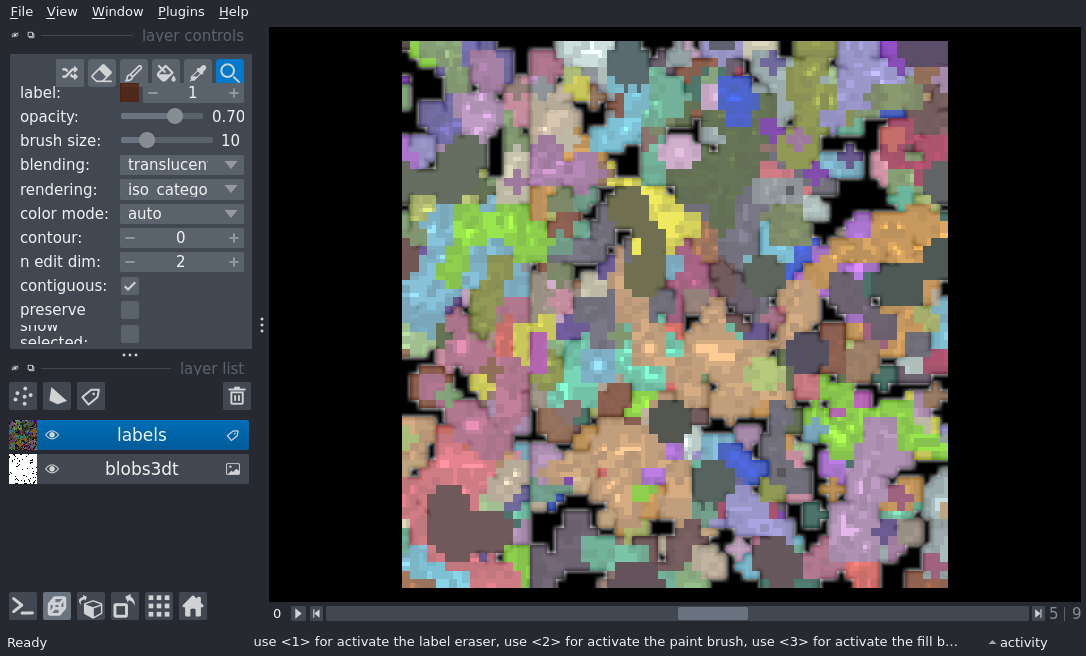 File View Window Plugins Help
layer controls
label: 1
opacity: 0.70
brush size: 10
blending: translucen
rendering: iso_catego
color mode: auto
contour: 0
n edit dim: 2
contiguous:
preserve
show
selected:
layer list
labels
blobs3dt
0 5 | 9
Ready use <1> for activate the label eraser, use <2> for activate the paint brush, use <3> for activate the fill b... activity